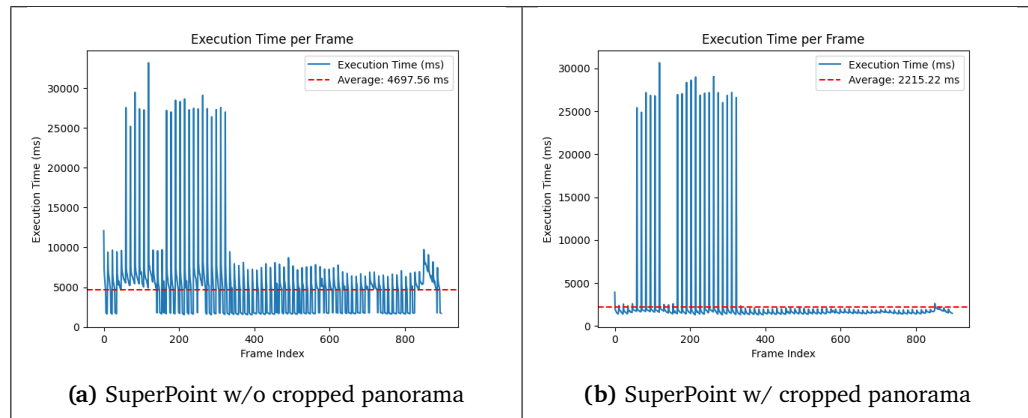 Execution Time per Frame
Execution Time (ms)
Average: 4697.56 ms
30000
25000
20000
15000
10000
5000
0
Execution Time (ms)
0 200 400 600 800
Frame Index
(a) SuperPoint w/o cropped panorama
Execution Time per Frame
Execution Time (ms)
Average: 2215.22 ms
30000
25000
20000
15000
10000
5000
0
Execution Time (ms)
0 200 400 600 800
Frame Index
(b) SuperPoint w/ cropped panorama